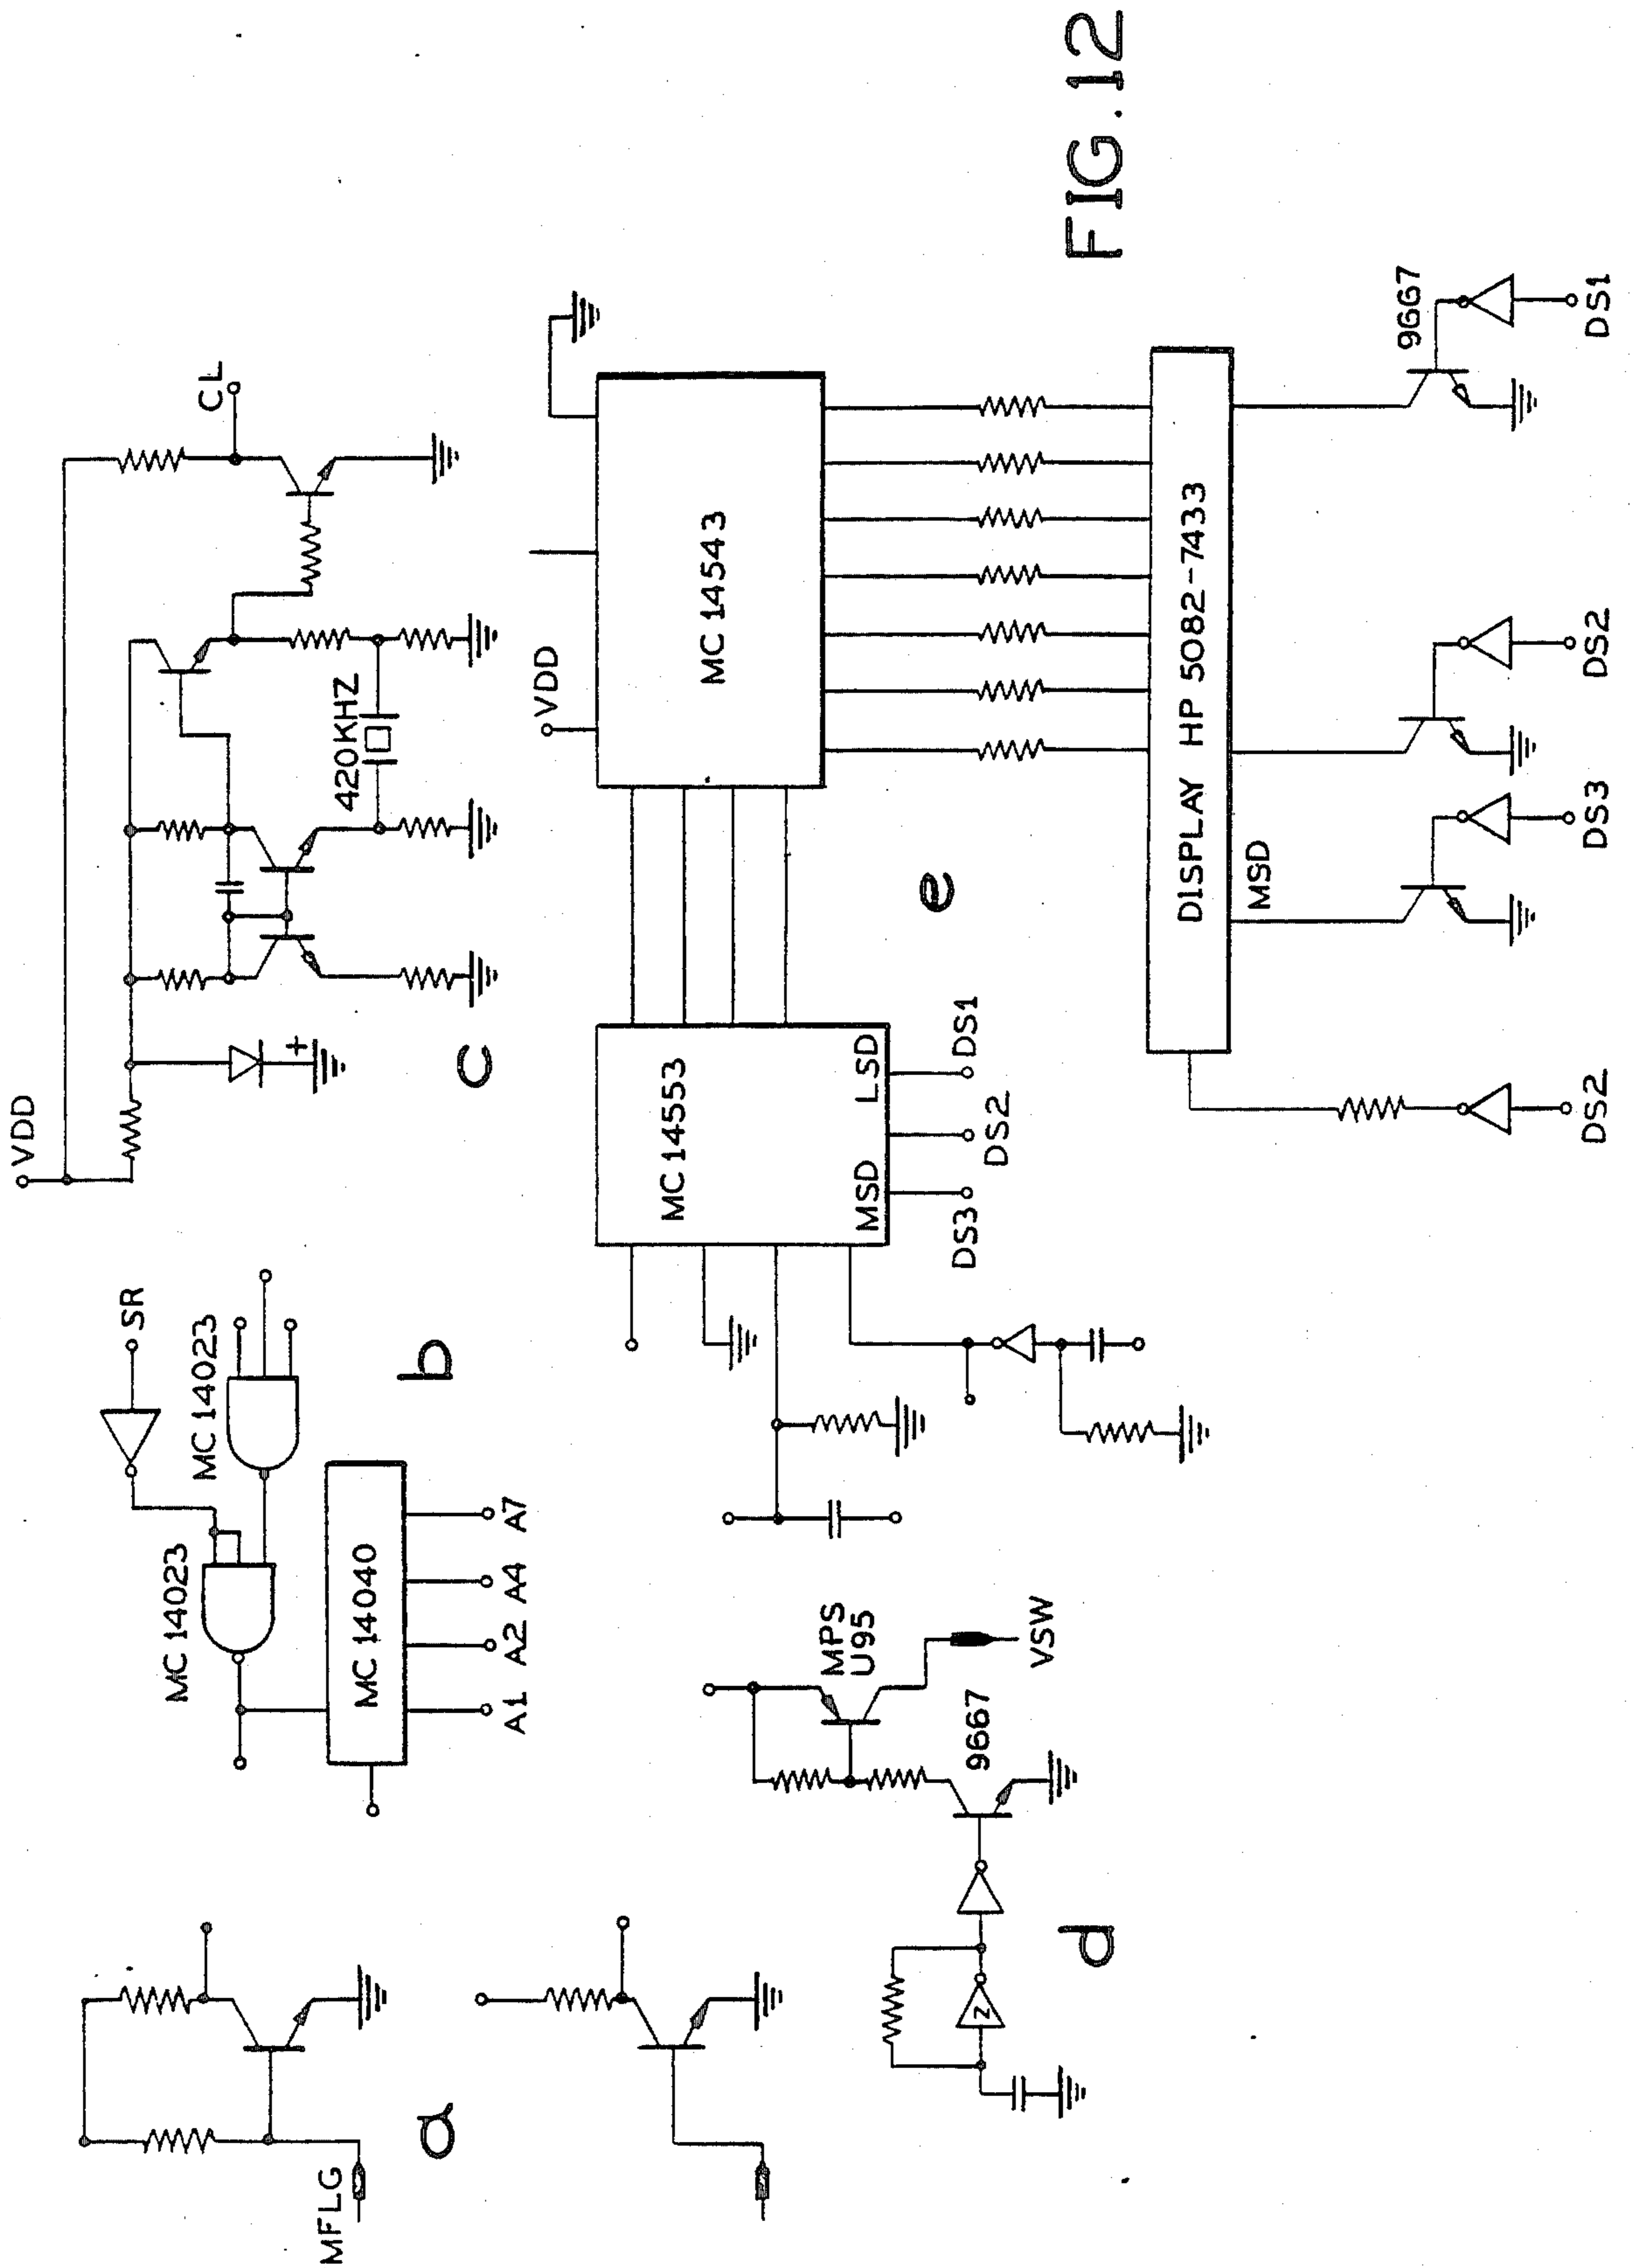 MFLG
a
MC 14023
MC 14023
SR
MC 14040
A1
A2
A4
A7
b
VDD
CL
420KHZ
+
c
Z
9667
MPS
U95
VSW
d
MC 14553
MSD
LSD
DS3
DS2
DS1
VDD
MC 14543
e
DISPLAY HP 5082-7433
MSD
9667
DS2
DS3
DS2
DS1
FIG.12